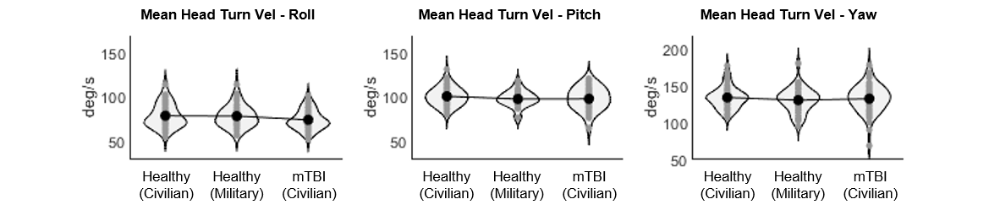 Mean Head Turn Vel - Roll
150
100
50
deg/s
Healthy
(Civilian)
Healthy
(Military)
mTBI
(Civilian)
Mean Head Turn Vel - Pitch
150
100
50
deg/s
Healthy
(Civilian)
Healthy
(Military)
mTBI
(Civilian)
Mean Head Turn Vel - Yaw
200
150
100
50
deg/s
Healthy
(Civilian)
Healthy
(Military)
mTBI
(Civilian)